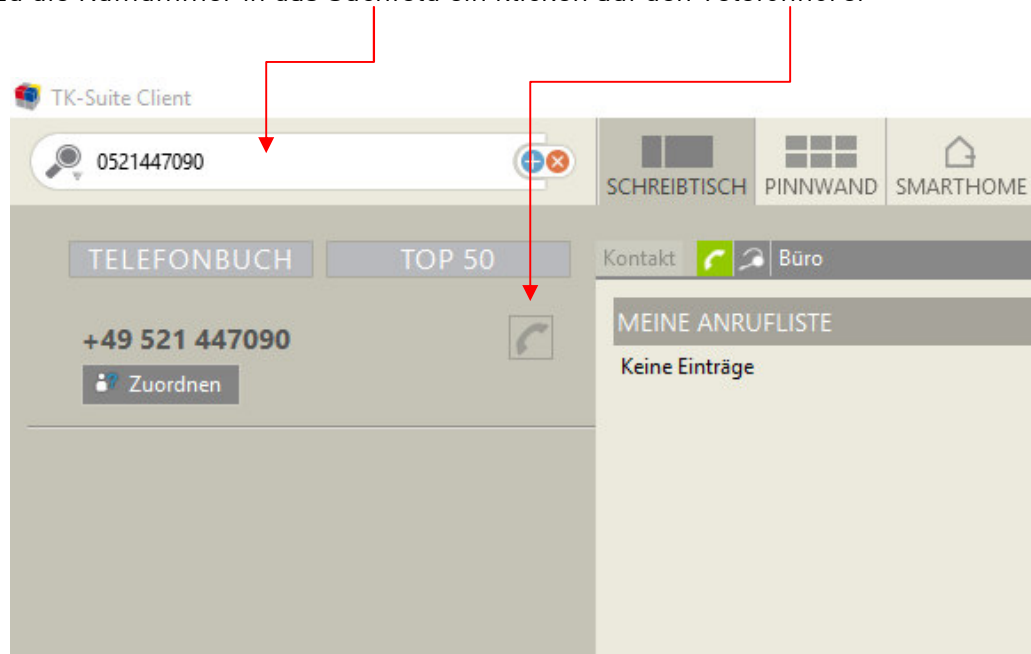 TK-Suite Client
0521447090
SCHREIBTISCH PINNWAND SMARTHOME
TELEFONBUCH TOP 50
Kontakt Büro
+49 521 447090
MEINE ANRUFLISTE
Zuordnen
Keine Einträge